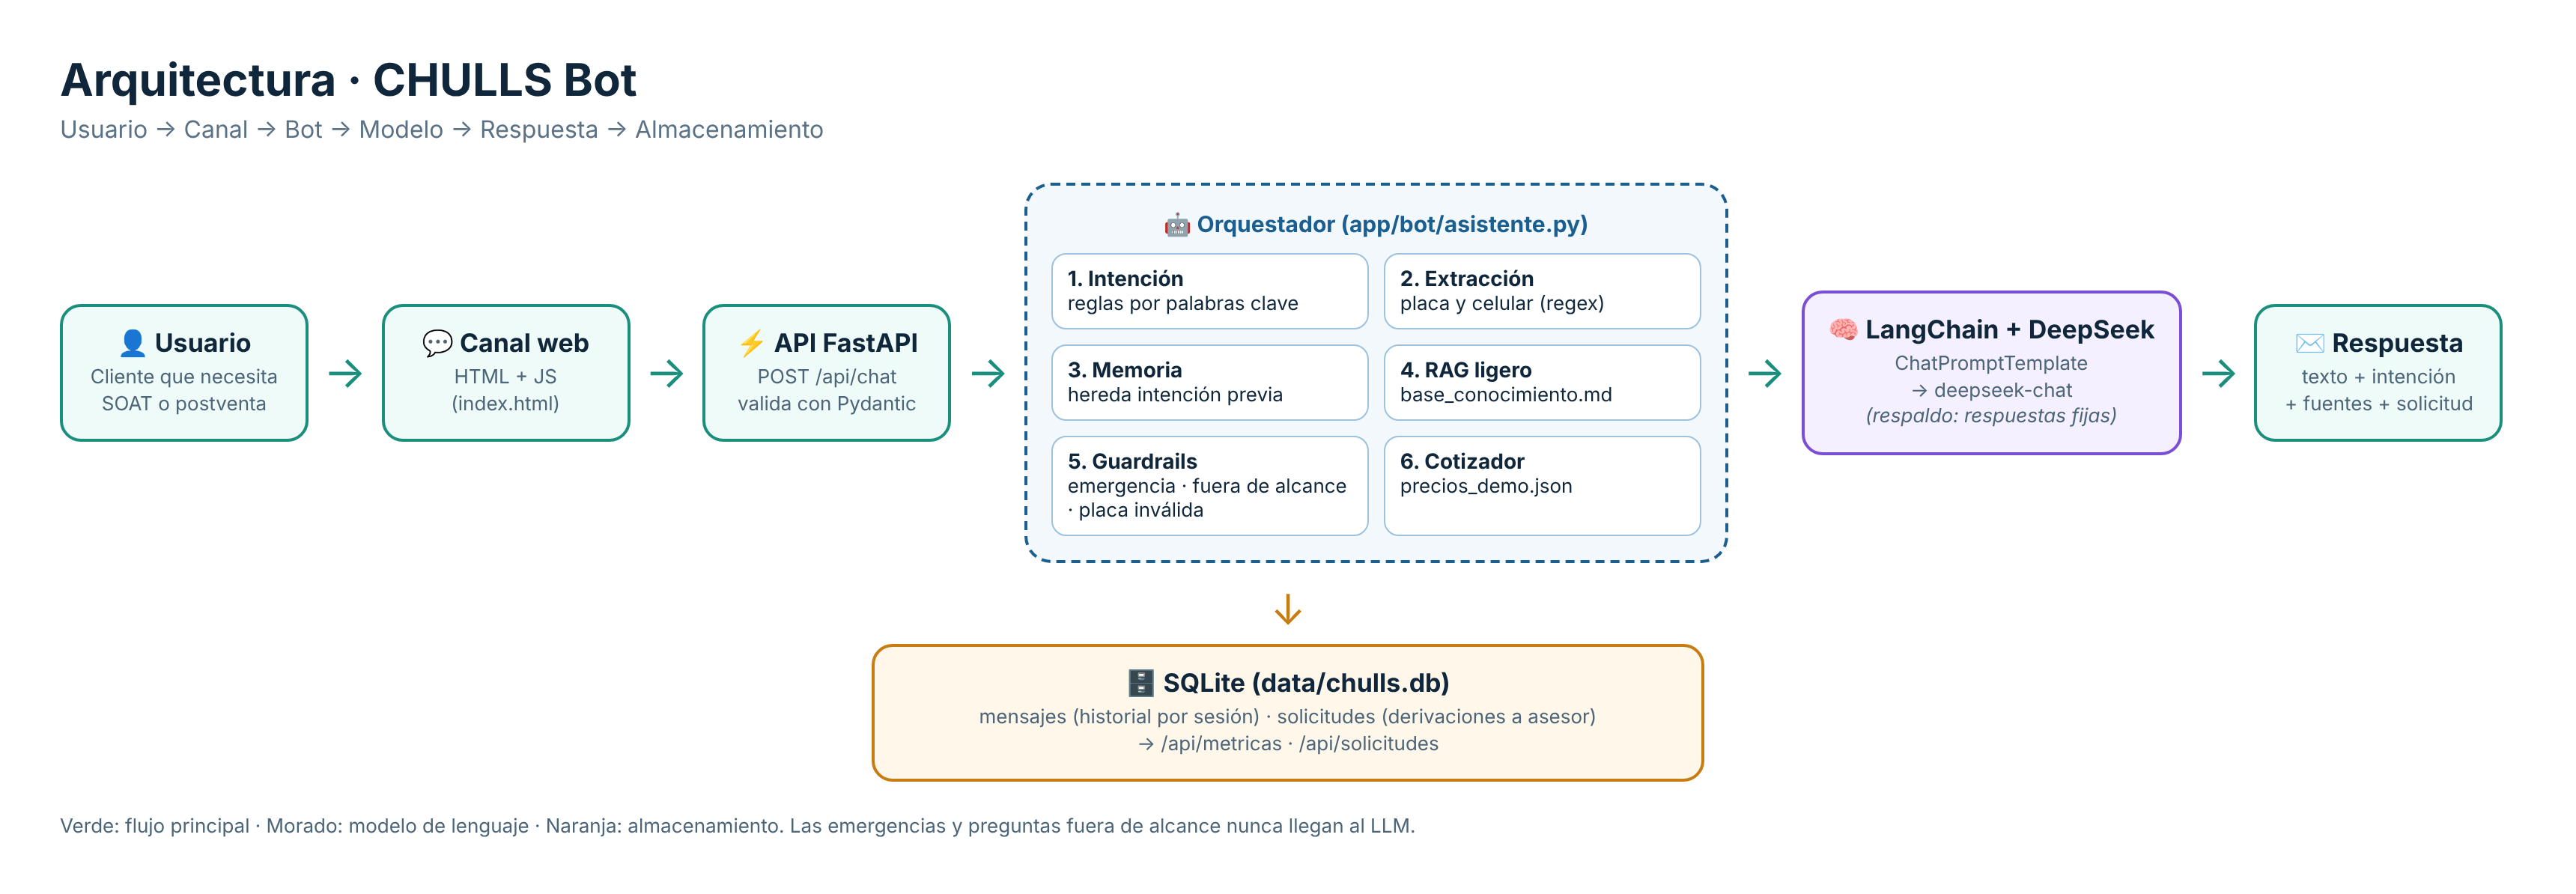 Arquitectura · CHULLS Bot
Usuario → Canal → Bot → Modelo → Respuesta → Almacenamiento
👤 Usuario
Cliente que necesita
SOAT o postventa
→
💬 Canal web
HTML + JS
(index.html)
→
⚡ API FastAPI
POST /api/chat
valida con Pydantic
→
🤖 Orquestador (app/bot/asistente.py)
1. Intención
reglas por palabras clave
2. Extracción
placa y celular (regex)
3. Memoria
hereda intención previa
4. RAG ligero
base_conocimiento.md
5. Guardrails
emergencia · fuera de alcance
· placa inválida
6. Cotizador
precios_demo.json
→
🧠 LangChain + DeepSeek
ChatPromptTemplate
→ deepseek-chat
(respaldo: respuestas fijas)
→
✉️ Respuesta
texto + intención
+ fuentes + solicitud
↓
🗄️ SQLite (data/chulls.db)
mensajes (historial por sesión) · solicitudes (derivaciones a asesor)
→ /api/metricas · /api/solicitudes
Verde: flujo principal · Morado: modelo de lenguaje · Naranja: almacenamiento. Las emergencias y preguntas fuera de alcance nunca llegan al LLM.